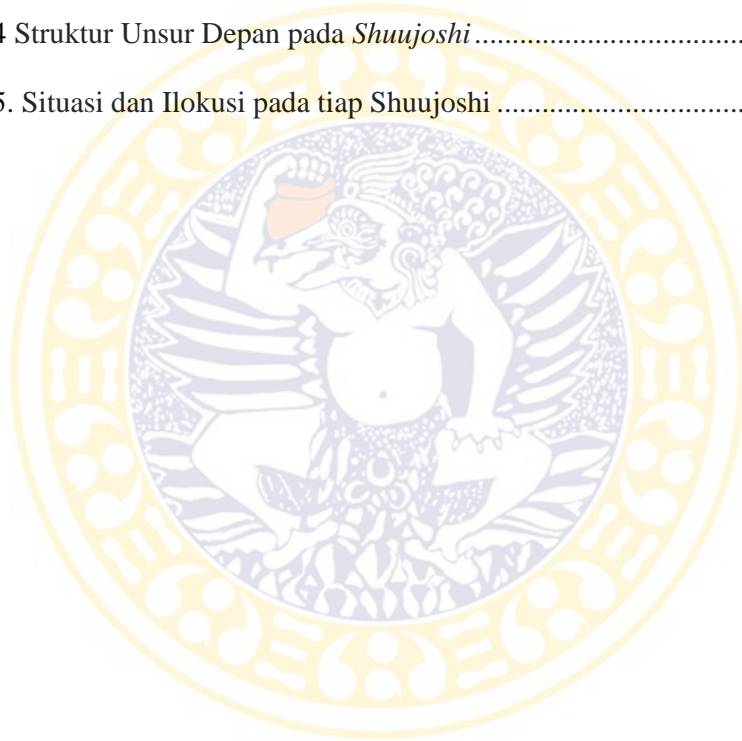 4 Struktur Unsur Depan pada Shuujoshi....................................
5. Situasi dan Ilokusi pada tiap Shuujoshi .................................